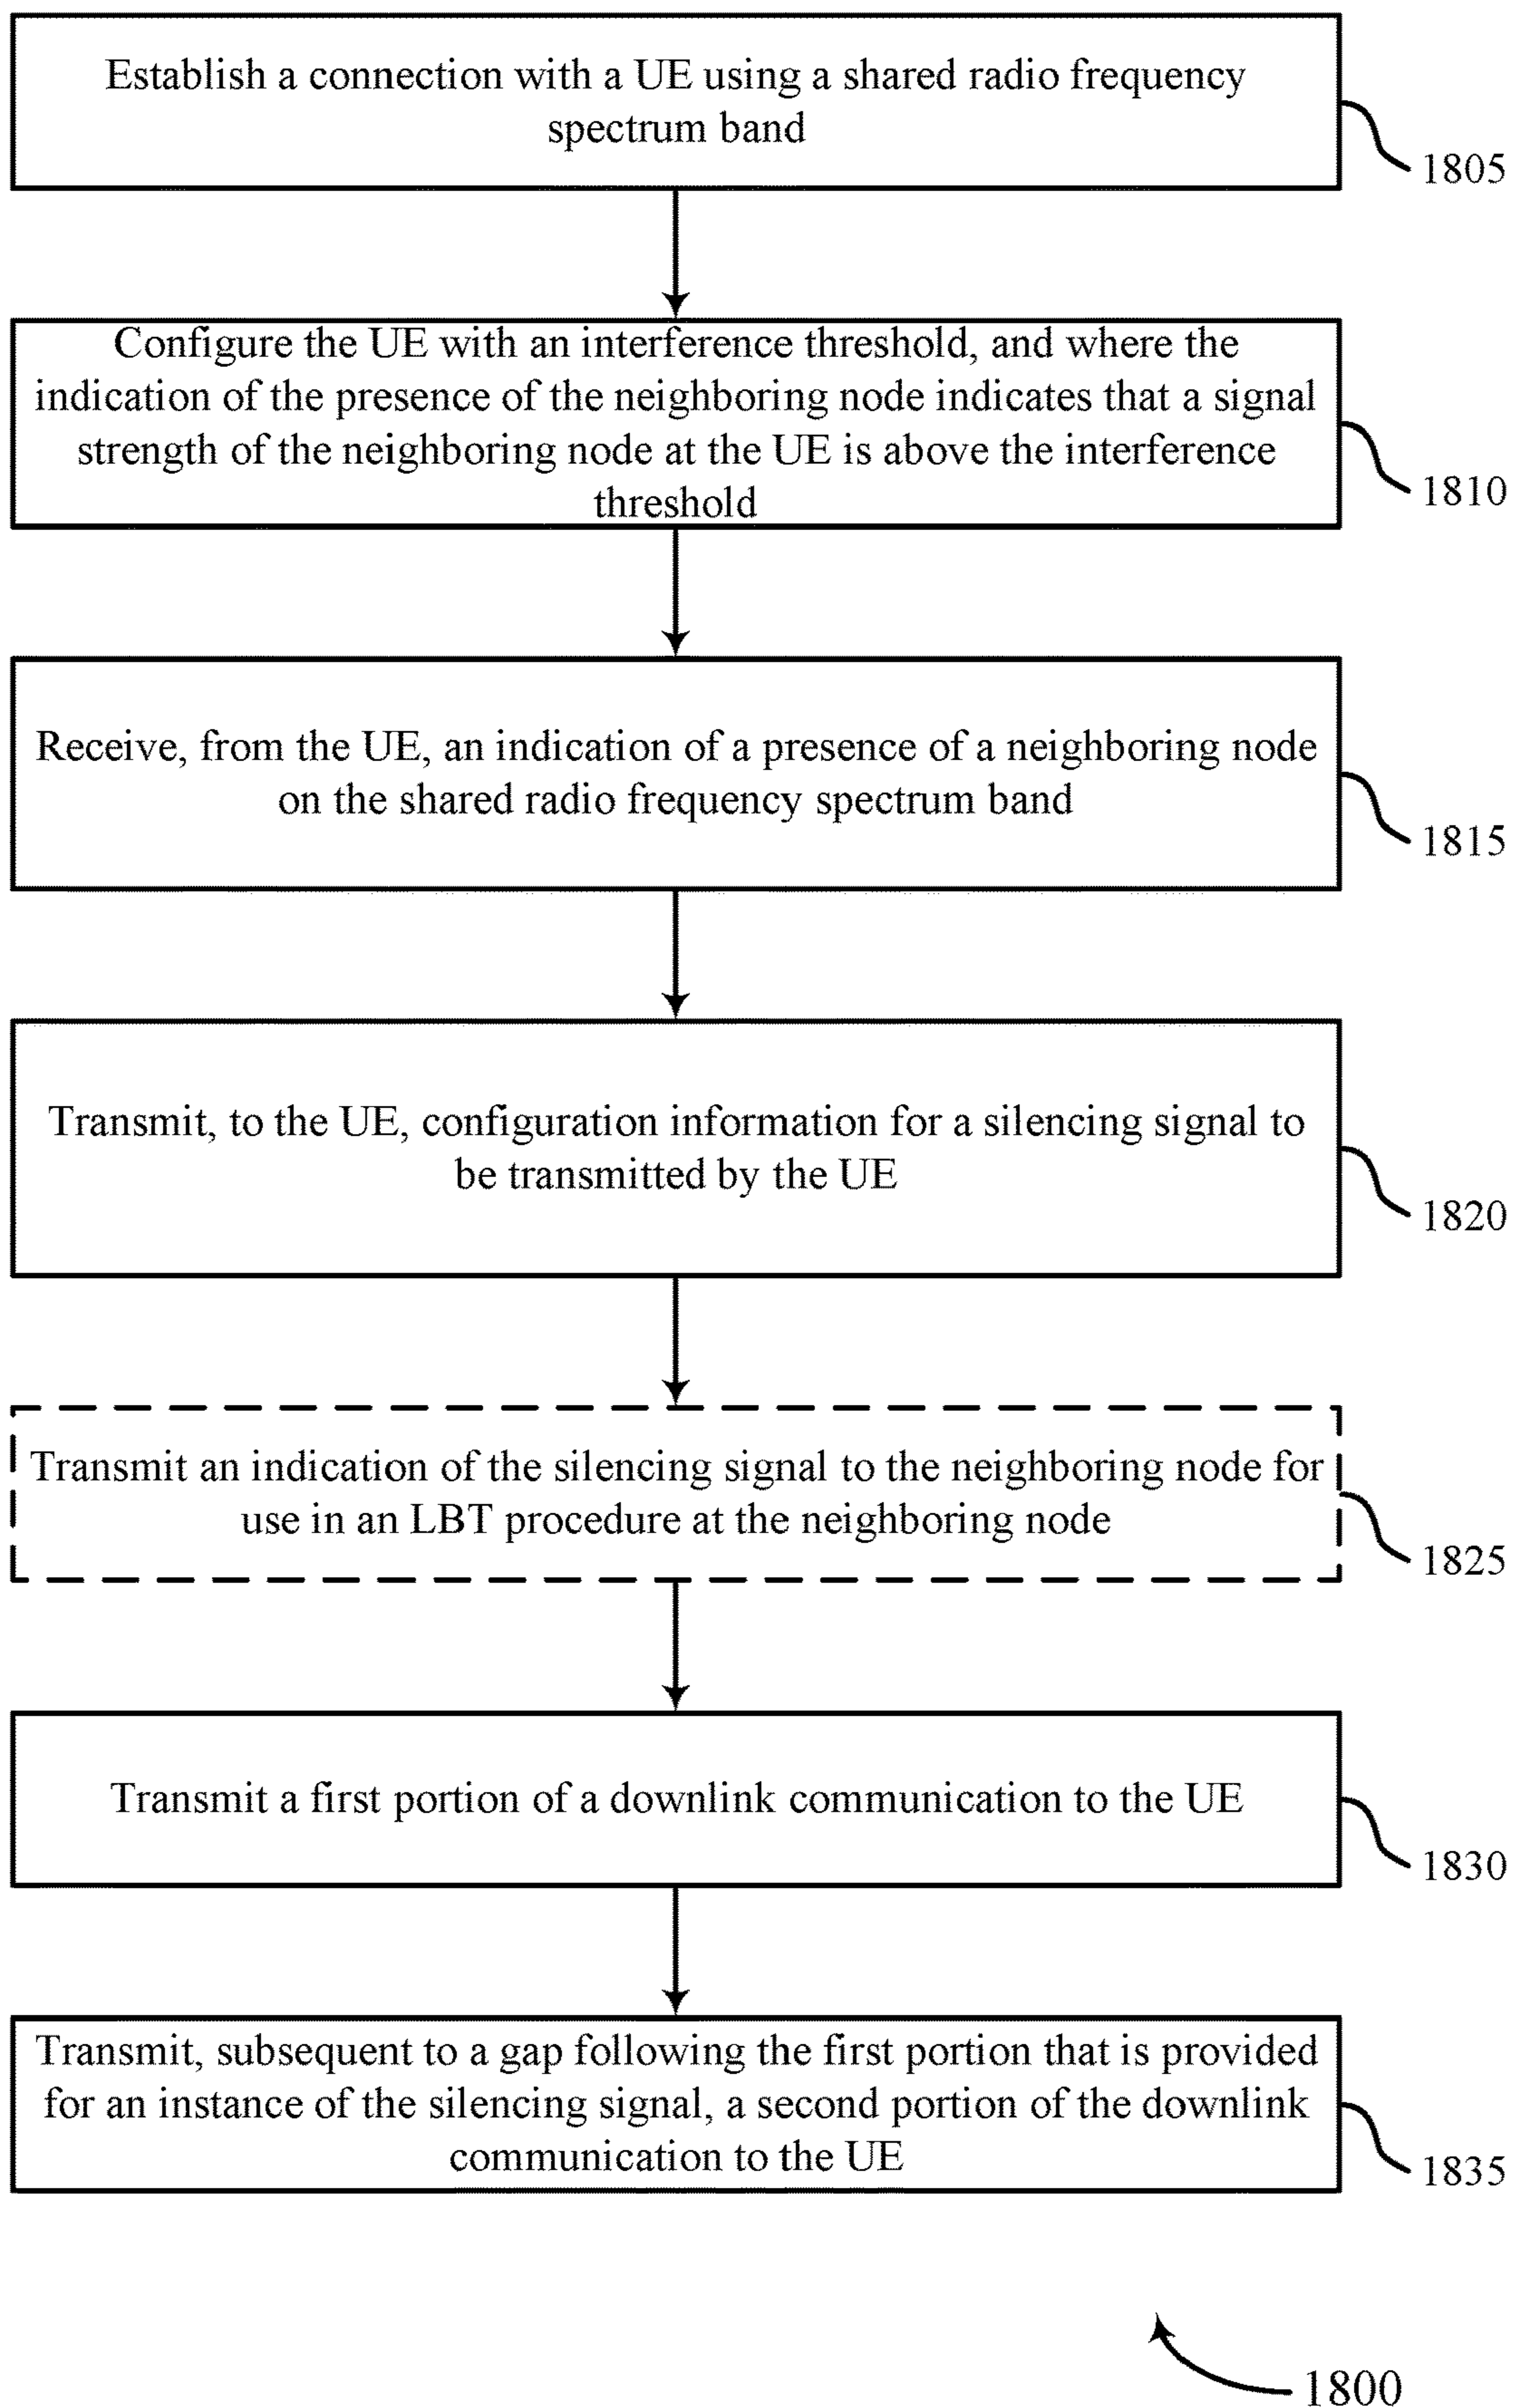 Establish a connection with a UE using a shared radio frequency
spectrum band
1805
Configure the UE with an interference threshold, and where the
indication of the presence of the neighboring node indicates that a signal
strength of the neighboring node at the UE is above the interference
threshold
1810
Receive, from the UE, an indication of a presence of a neighboring node
on the shared radio frequency spectrum band
1815
Transmit, to the UE, configuration information for a silencing signal to
be transmitted by the UE
1820
Transmit an indication of the silencing signal to the neighboring node for
use in an LBT procedure at the neighboring node
1825
Transmit a first portion of a downlink communication to the UE
1830
Transmit, subsequent to a gap following the first portion that is provided
for an instance of the silencing signal, a second portion of the downlink
communication to the UE
1835
1800